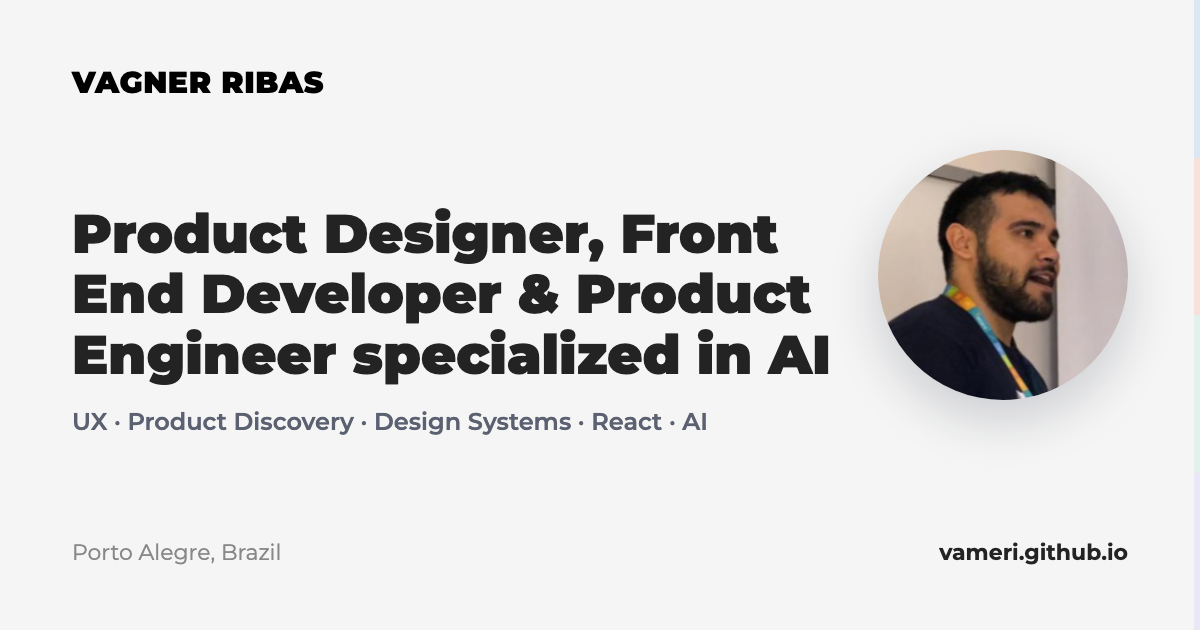 VAGNER RIBAS
Product Designer, Front
End Developer & Product
Engineer specialized in AI
UX · Product Discovery · Design Systems · React · AI
Porto Alegre, Brazil
vameri.github.io